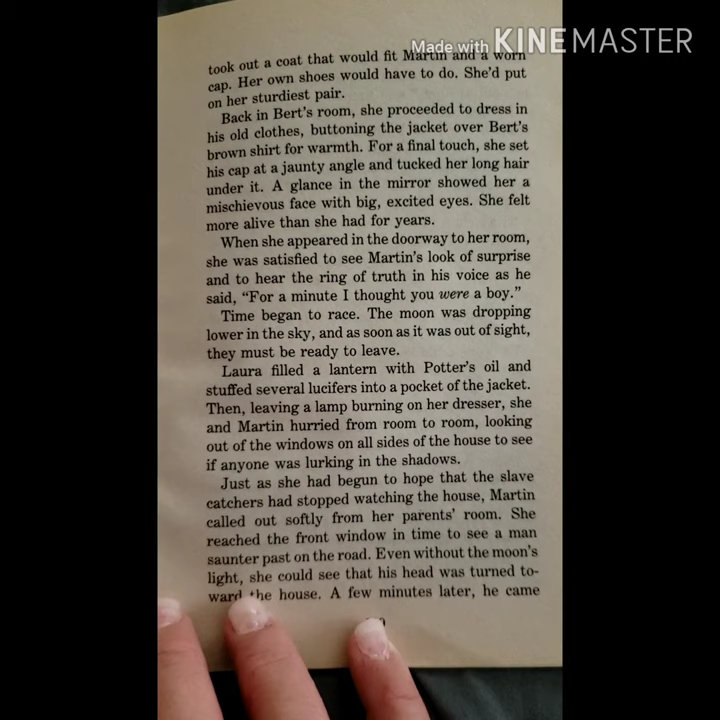 Made with KINEMASTER
took out a coat that would fit Martin and a worn
cap. Her own shoes would have to do. She'd put
on her sturdiest pair.
Back in Bert's room, she proceeded to dress in
his old clothes, buttoning the jacket over Bert's
brown shirt for warmth. For a final touch, she set
his cap at a jaunty angle and tucked her long hair
under it. A glance in the mirror showed her a
mischievous face with big, excited eyes. She felt
more alive than she had for years.
When she appeared in the doorway to her room,
she was satisfied to see Martin's look of surprise
and to hear the ring of truth in his voice as he
said, "For a minute I thought you were a boy."
Time began to race. The moon was dropping
lower in the sky, and as soon as it was out of sight,
they must be ready to leave.
Laura filled a lantern with Potter's oil and
stuffed several lucifers into a pocket of the jacket.
Then, leaving a lamp burning on her dresser, she
and Martin hurried from room to room, looking
out of the windows on all sides of the house to see
if anyone was lurking in the shadows.
Just as she had begun to hope that the slave
catchers had stopped watching the house, Martin
called out softly from her parents' room. She
reached the front window in time to see a man
saunter past on the road. Even without the moon's
light, she could see that his head was turned to-
ward the house. A few minutes later, he came